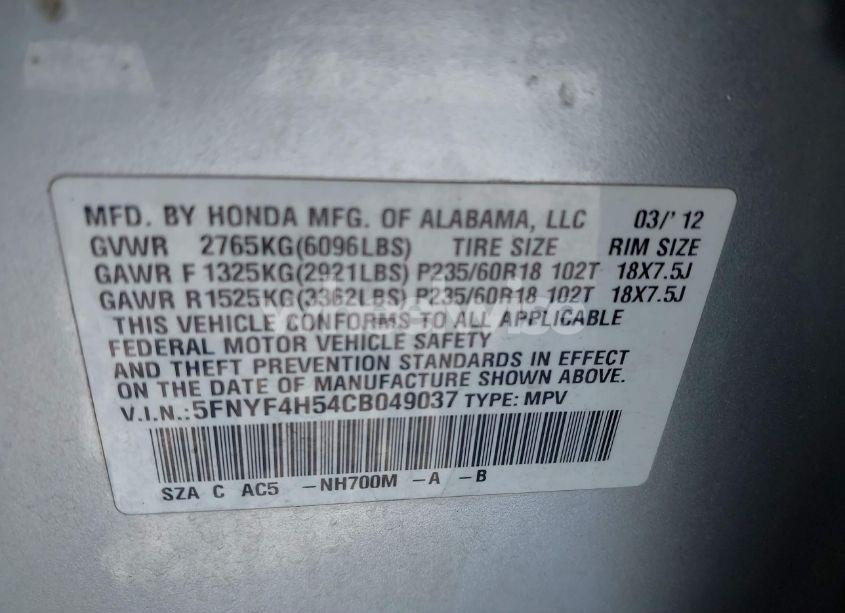 MFD. BY HONDA MFG. OF ALABAMA, LLC 03/' 12
GVWR 2765KG(6096LBS) TIRE SIZE RIM SIZE
GAWR F 1325KG(2921LBS) P235/60R18 102T 18X7.5J
GAWR R 1525KG(3362LBS) P235/60R18 102T 18X7.5J
THIS VEHICLE CONFORMS TO ALL APPLICABLE
FEDERAL MOTOR VEHICLE SAFETY
AND THEFT PREVENTION STANDARDS IN EFFECT
ON THE DATE OF MANUFACTURE SHOWN ABOVE.
V.I.N.:5FNYF4H54CB049037 TYPE: MPV
SZA C AC5 -NH700M -A -B